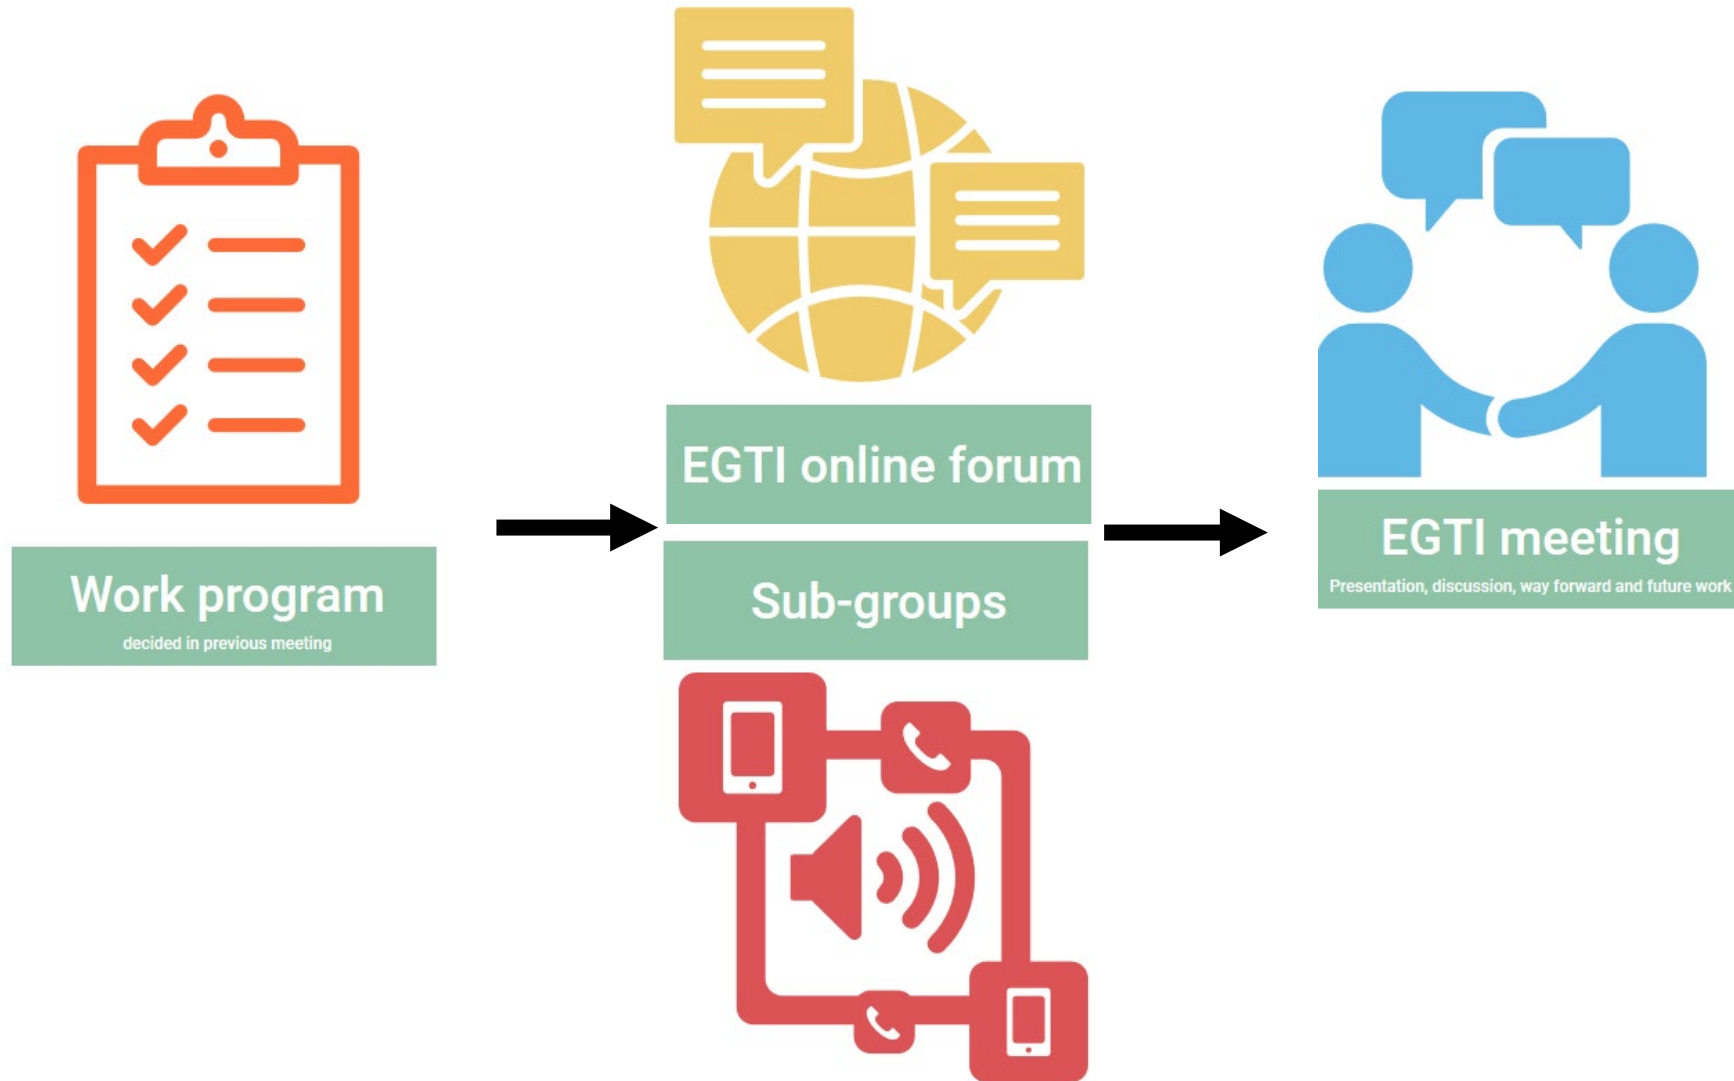 Work program
decided in previous meeting
EGTI online forum
Sub-groups
EGTI meeting
Presentation, discussion, way forward and future work